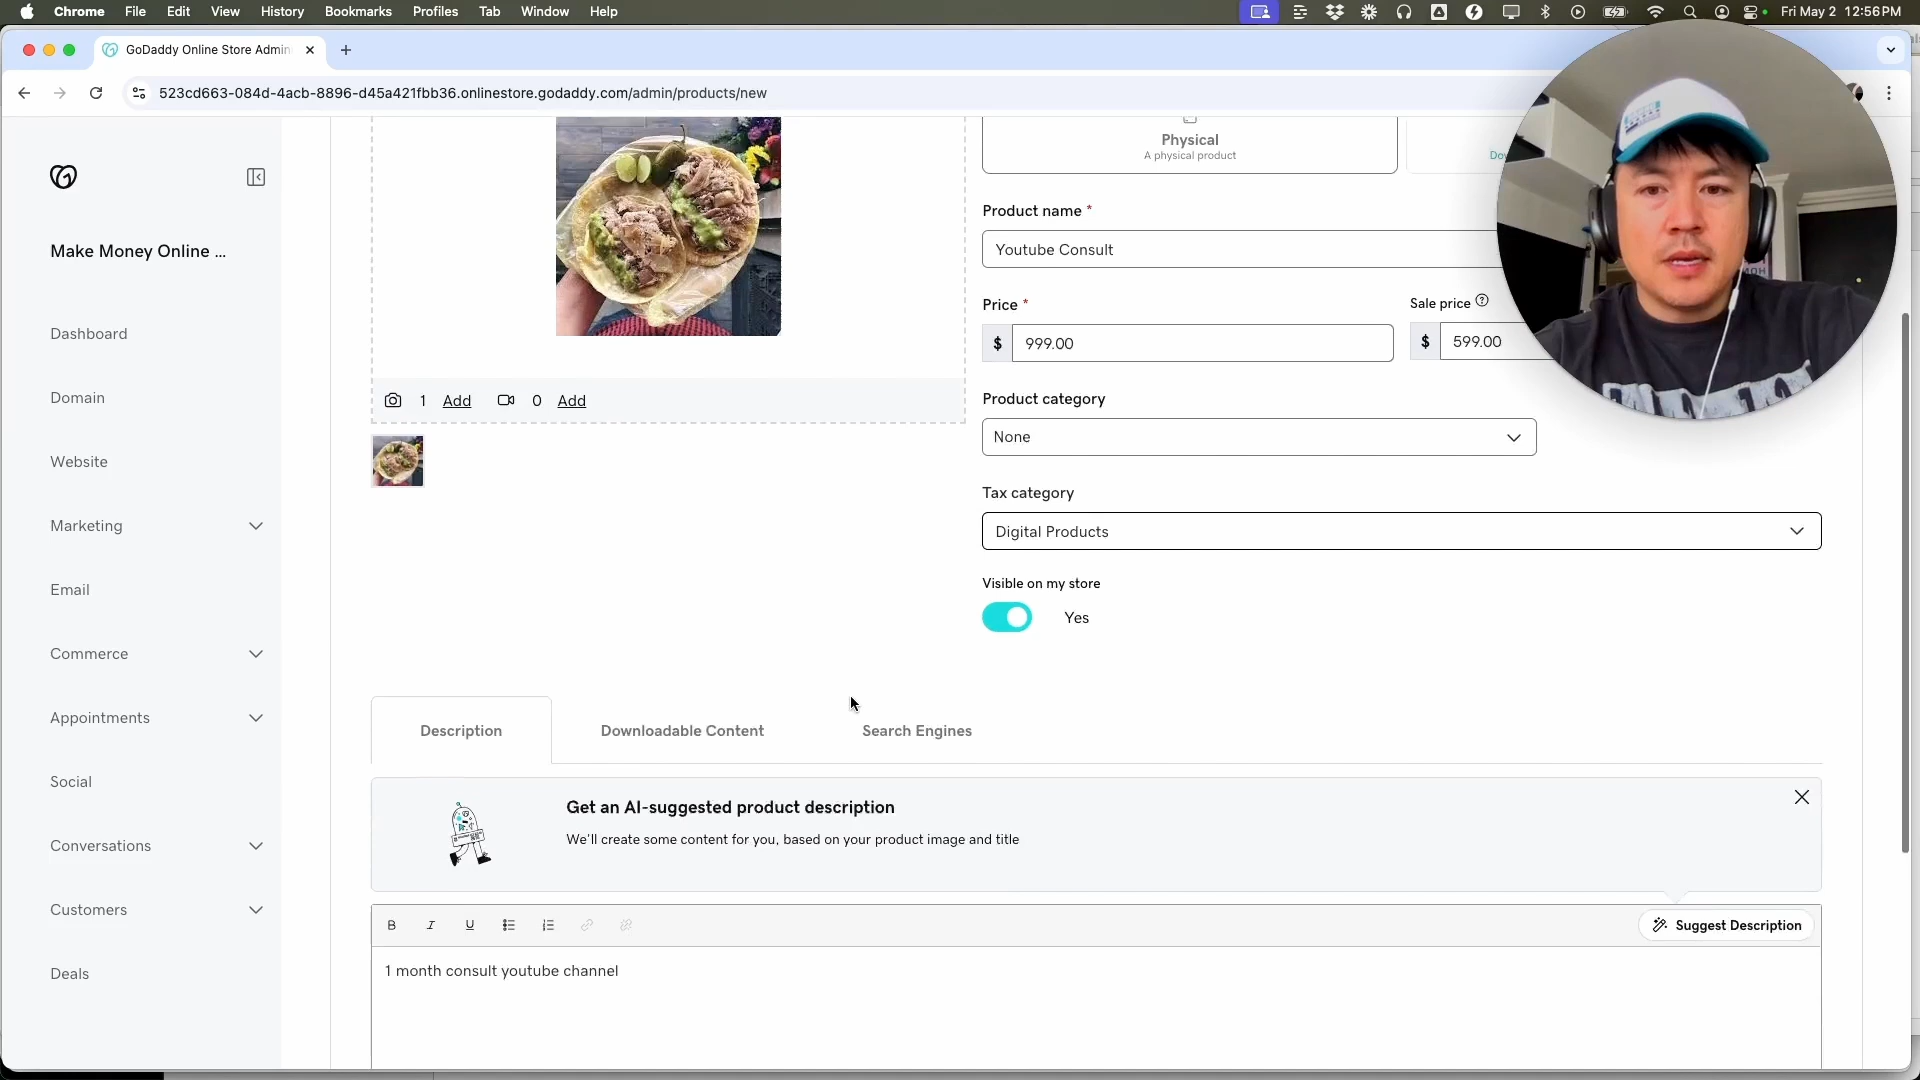 Chrome File Edit View History Bookmarks Profiles Tab Window Help
Fri May 2 12:56PM
GoDaddy Online Store Admin
523cd663-084d-4acb-8896-d45a421fbb36.onlinestore.godaddy.com/admin/products/new
Make Money Online ...
Dashboard
Domain
Website
Marketing
Email
Commerce
Appointments
Social
Conversations
Customers
Deals
1 Add 0 Add
Physical
A physical product
Product name *
Youtube Consult
Price *
$ 999.00
Sale price
$ 599.00
Product category
None
Tax category
Digital Products
Visible on my store
Yes
Description
Downloadable Content
Search Engines
Get an AI-suggested product description
We'll create some content for you, based on your product image and title
B I U
Suggest Description
1 month consult youtube channel